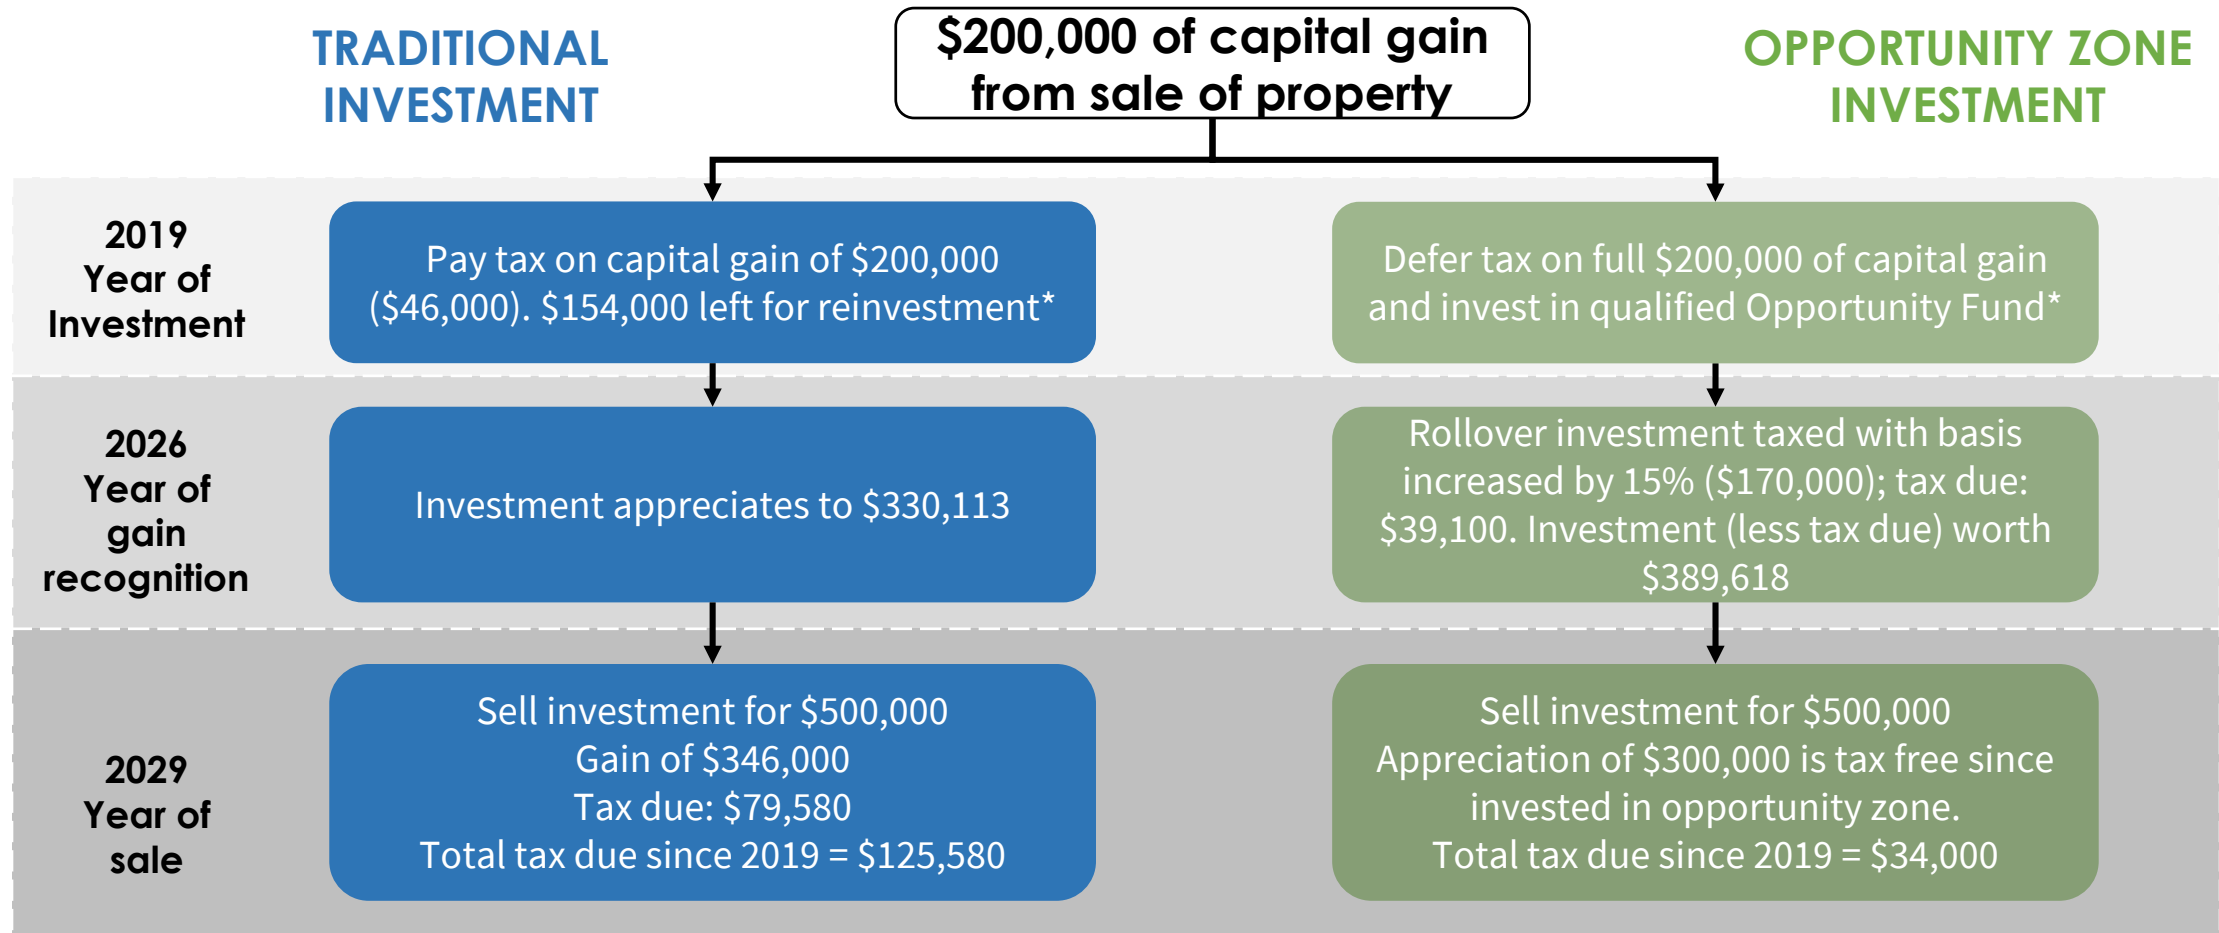 TRADITIONAL
INVESTMENT
$200,000 of capital gain
from sale of property
OPPORTUNITY ZONE
INVESTMENT
2019
Year of
Investment
Pay tax on capital gain of $200,000
($46,000). $154,000 left for reinvestment*
Defer tax on full $200,000 of capital gain
and invest in qualified Opportunity Fund*
2026
Year of
gain
recognition
Investment appreciates to $330,113
Rollover investment taxed with basis
increased by 15% ($170,000); tax due:
$39,100. Investment (less tax due) worth
$389,618
2029
Year of
sale
Sell investment for $500,000
Gain of $346,000
Tax due: $79,580
Total tax due since 2019 = $125,580
Sell investment for $500,000
Appreciation of $300,000 is tax free since
invested in opportunity zone.
Total tax due since 2019 = $34,000